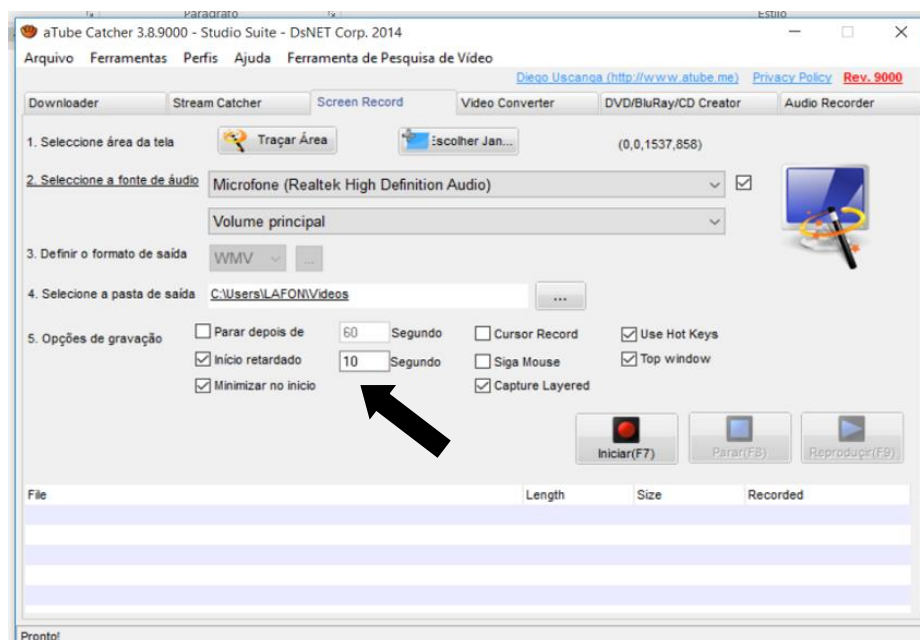 Parágrafo Estilo
aTube Catcher 3.8.9000 - Studio Suite - DsNET Corp. 2014
Arquivo Ferramentas Perfis Ajuda Ferramenta de Pesquisa de Vídeo
Diego Uscanga (http://www.atube.me) Privacy Policy Rev. 9000
Downloader Stream Catcher Screen Record Video Converter DVD/BluRay/CD Creator Audio Recorder
1. Seleccione área da tela Traçar Área Escolher Jan... (0,0,1537,858)
2. Seleccione a fonte de áudio Microfone (Realtek High Definition Audio)
Volume principal
3. Definir o formato de saída WMV ...
4. Selecione a pasta de saída C:\Users\LAFON\Videos ...
5. Opções de gravação Parar depois de 60 Segundo Cursor Record Use Hot Keys
Início retardado 10 Segundo Siga Mouse Top window
Minimizar no inicio Capture Layered
Iniciar(F7) Parar(F8) Reproduçir(F9)
File Length Size Recorded
Pronto!